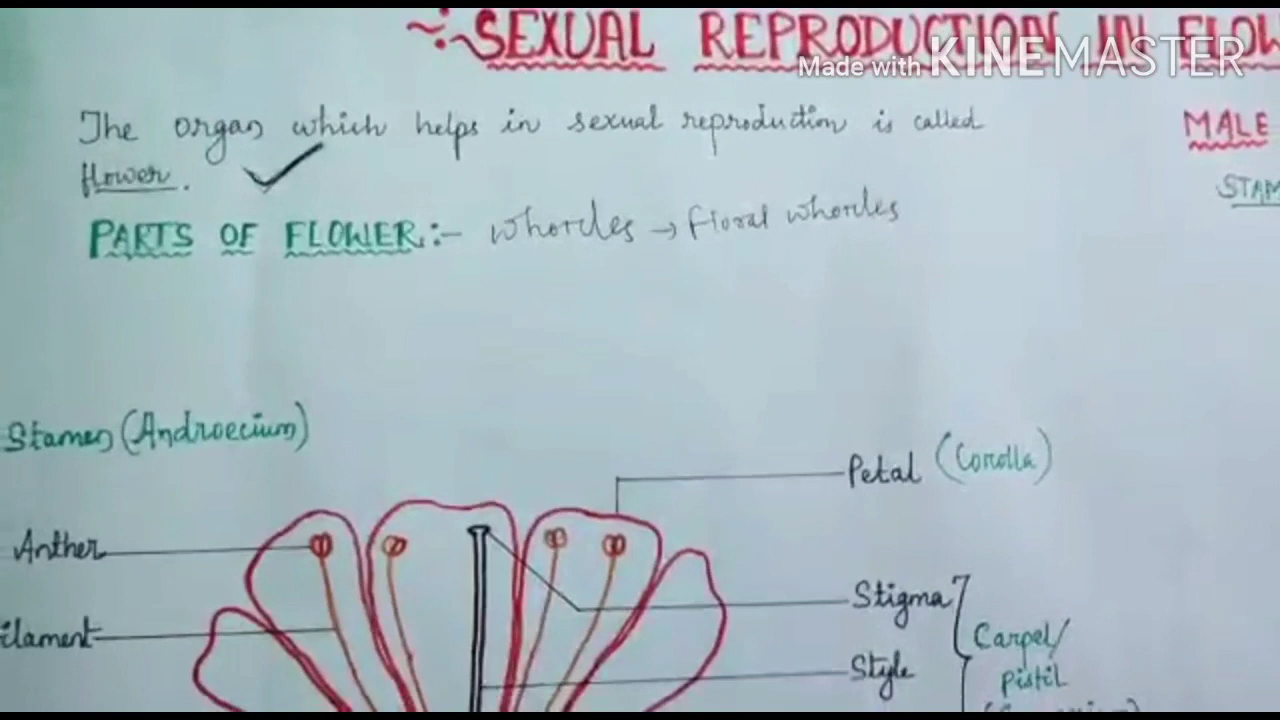 ~:~SEXUAL REPRODUCTION IN FLOW
Made with KINEMASTER
The organ which helps in sexual reproduction is called
flower.
MALE
STAM
PARTS OF FLOWER:- Whorles → floral whorles
Stamen (Androecium)
Petal (Corolla)
Anther
Stigma
ilament
Carpel/
Pistil
Style